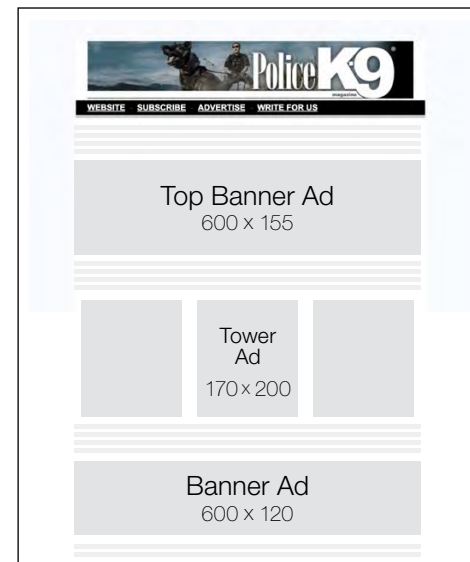 Police K-9®
magazine
WEBSITE SUBSCRIBE ADVERTISE WRITE FOR US
Top Banner Ad
600 x 155
Tower
Ad
170 x 200
Banner Ad
600 x 120